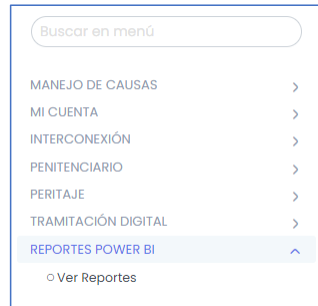 Buscar en menú
MANEJO DE CAUSAS
MI CUENTA
INTERCONEXIÓN
PENITENCIARIO
PERITAJE
TRAMITACIÓN DIGITAL
REPORTES POWER BI
Ver Reportes